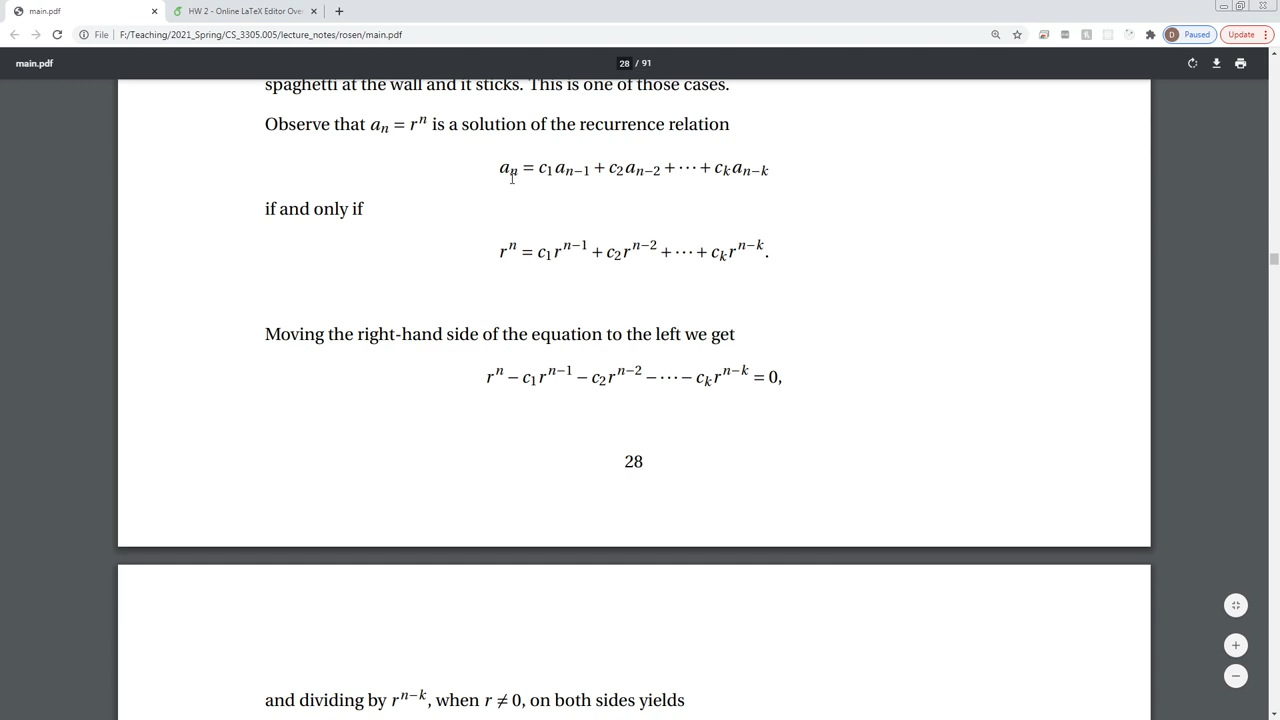 main.pdf
HW 2 - Online LaTeX Editor Ove
File
F:/Teaching/2021_Spring/CS_3305.005/lecture_notes/rosen/main.pdf
D Paused
Update
main.pdf
28 / 91
spaghetti at the wall and it sticks. This is one of those cases.
Observe that aₙ = rⁿ is a solution of the recurrence relation
aₙ = c₁aₙ₋₁ + c₂aₙ₋₂ + ⋯ + cₖaₙ₋ₖ
if and only if
rⁿ = c₁rⁿ⁻¹ + c₂rⁿ⁻² + ⋯ + cₖrⁿ⁻ᵏ.
Moving the right-hand side of the equation to the left we get
rⁿ − c₁rⁿ⁻¹ − c₂rⁿ⁻² − ⋯ − cₖrⁿ⁻ᵏ = 0,
28
and dividing by rⁿ⁻ᵏ, when r ≠ 0, on both sides yields